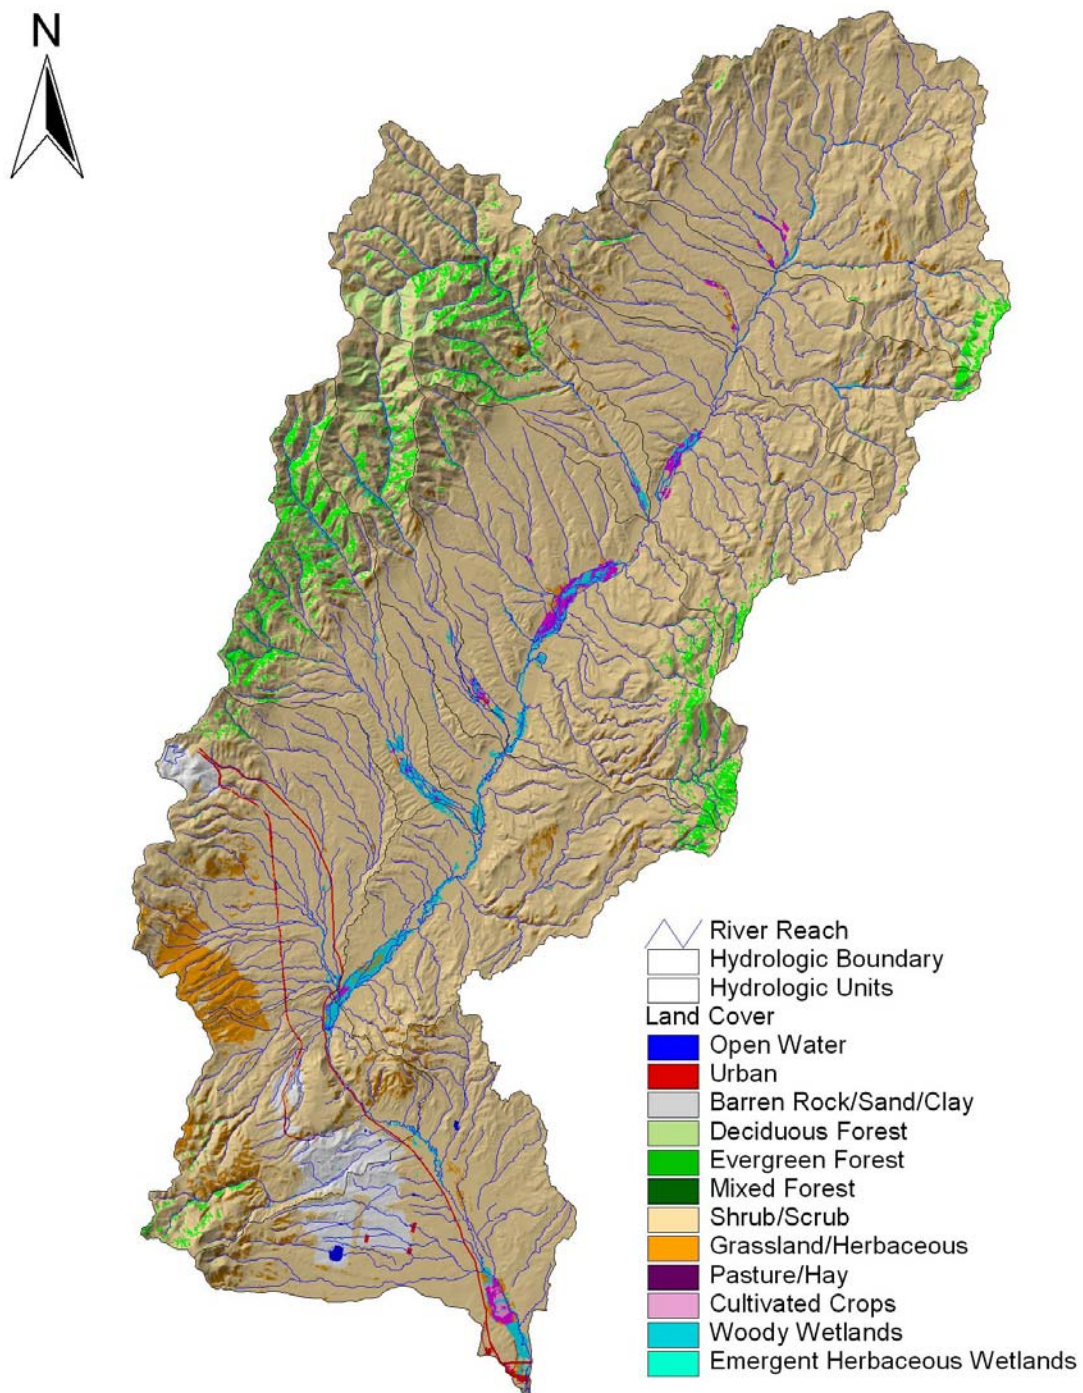 N
River Reach
Hydrologic Boundary
Hydrologic Units
Land Cover
Open Water
Urban
Barren Rock/Sand/Clay
Deciduous Forest
Evergreen Forest
Mixed Forest
Shrub/Scrub
Grassland/Herbaceous
Pasture/Hay
Cultivated Crops
Woody Wetlands
Emergent Herbaceous Wetlands